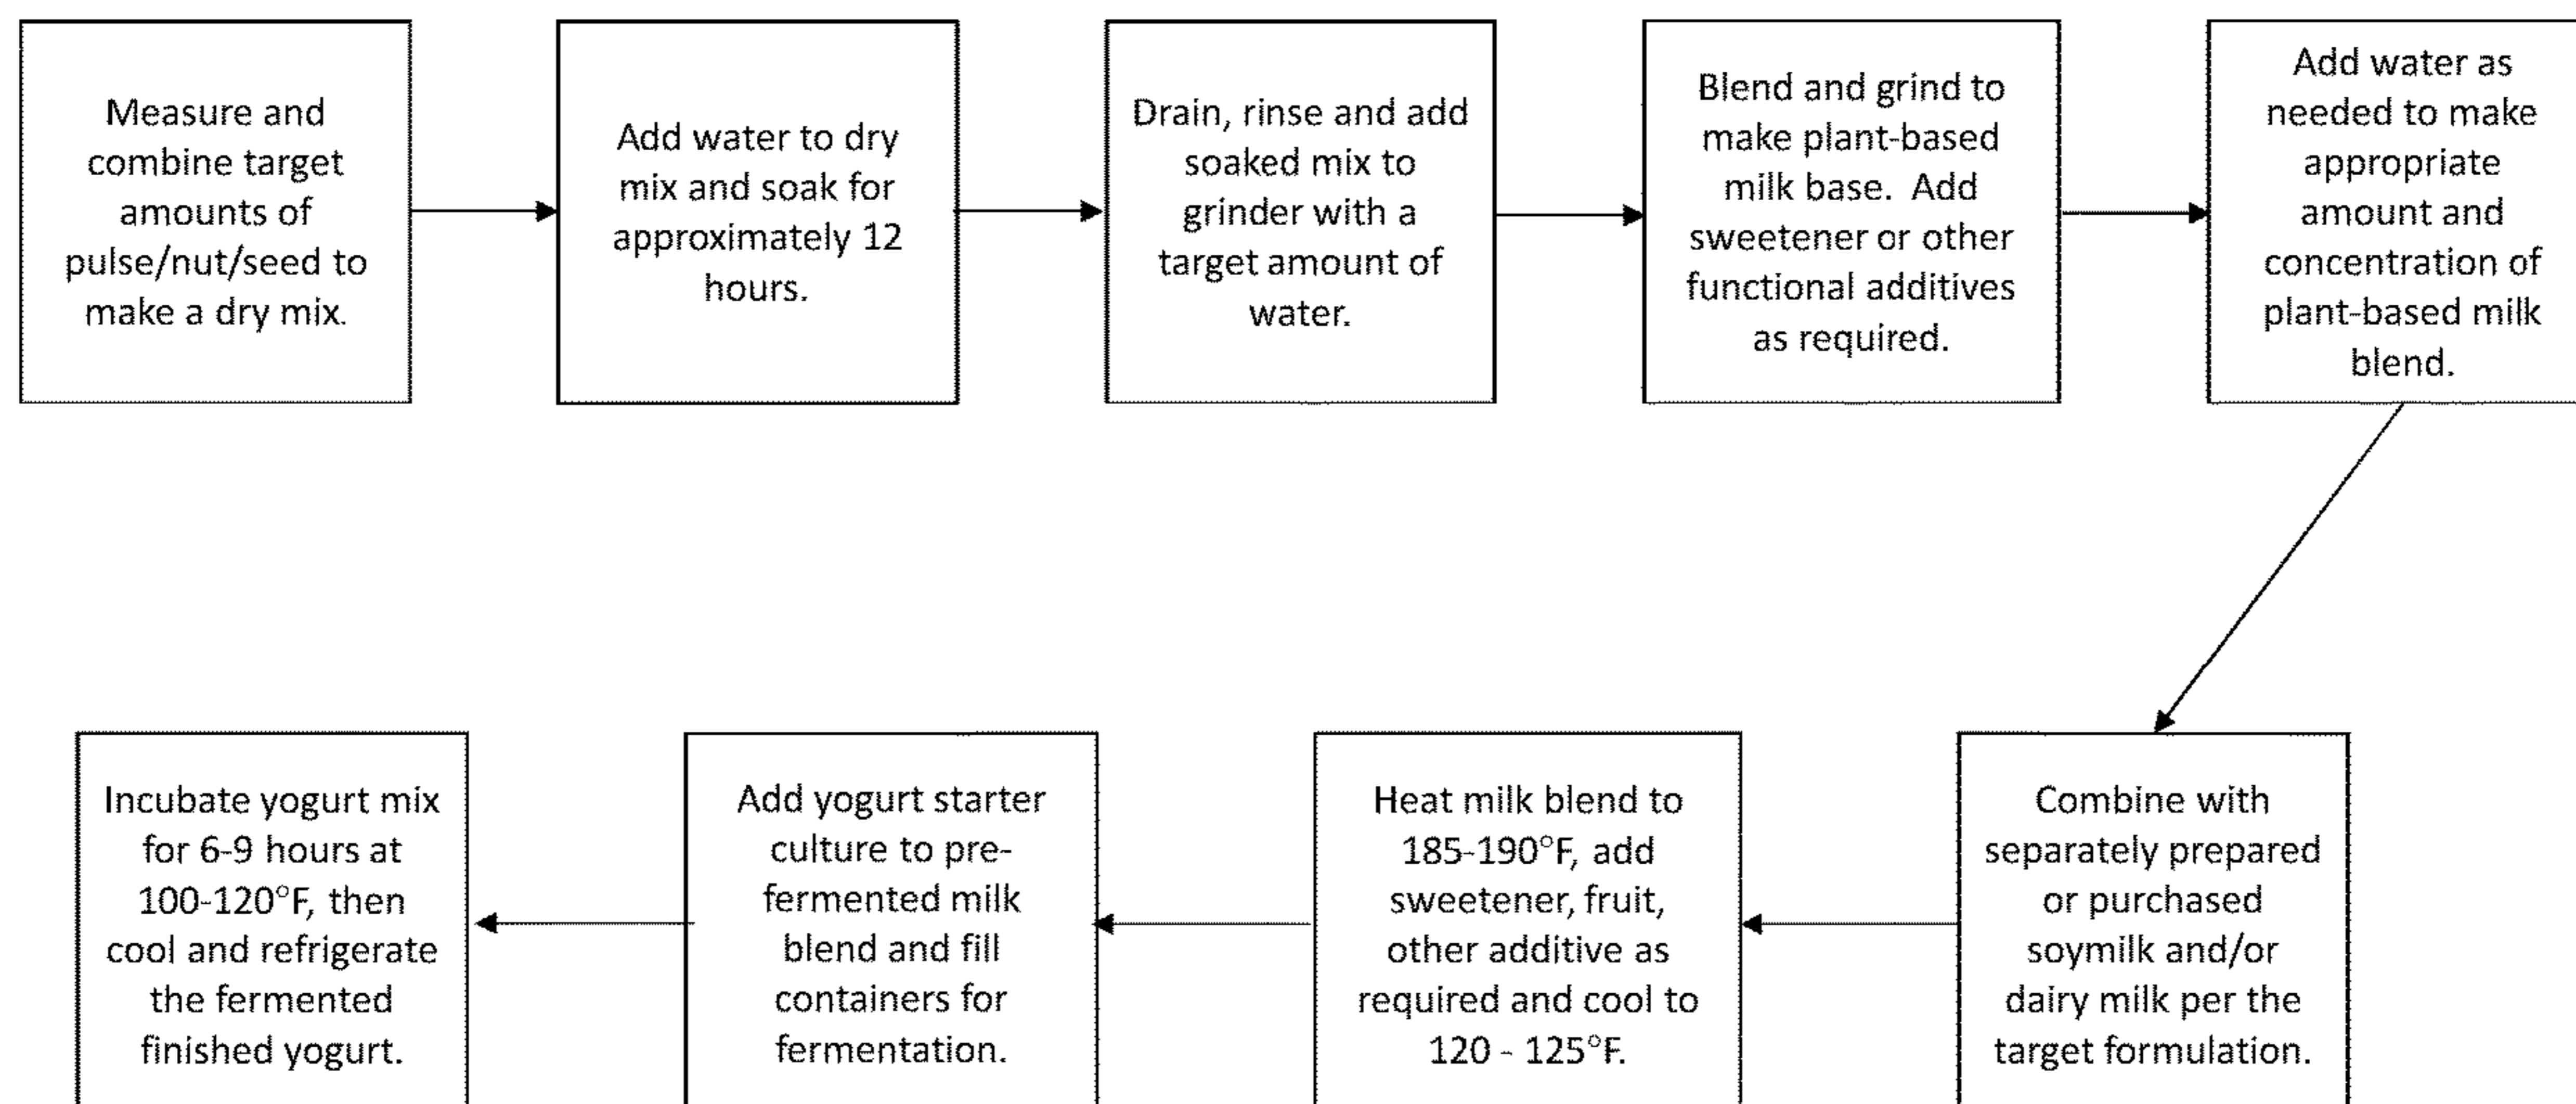 Measure and
combine target
amounts of
pulse/nut/seed to
make a dry mix.
Add water to dry
mix and soak for
approximately 12
hours.
Drain, rinse and add
soaked mix to
grinder with a
target amount of
water.
Blend and grind to
make plant-based
milk base.  Add
sweetener or other
functional additives
as required.
Add water as
needed to make
appropriate
amount and
concentration of
plant-based milk
blend.
Combine with
separately prepared
or purchased
soymilk and/or
dairy milk per the
target formulation.
Heat milk blend to
185-190°F, add
sweetener, fruit,
other additive as
required and cool to
120 - 125°F.
Add yogurt starter
culture to pre-
fermented milk
blend and fill
containers for
fermentation.
Incubate yogurt mix
for 6-9 hours at
100-120°F, then
cool and refrigerate
the fermented
finished yogurt.